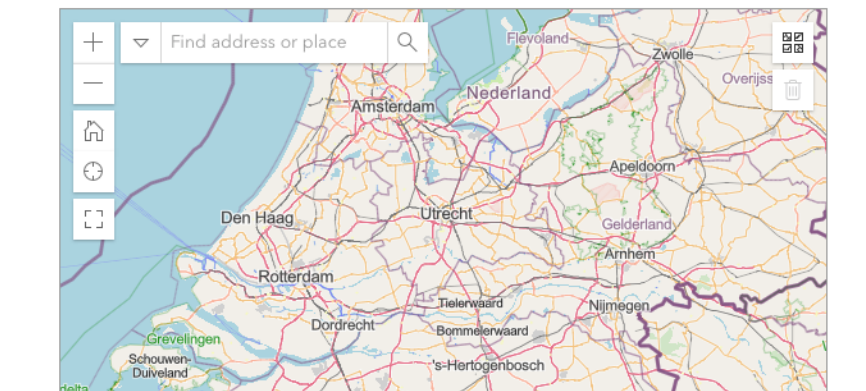 Find address or place
Flevoland
Zwolle
Overijss
Nederland
Amsterdam
Apeldoorn
Den Haag
Utrecht
Gelderland
Arnhem
Rotterdam
Tielerwaard
Nijmegen
Dordrecht
Bommelerwaard
Grevelingen
Schouwen-
Duiveland
's-Hertogenbosch
delta